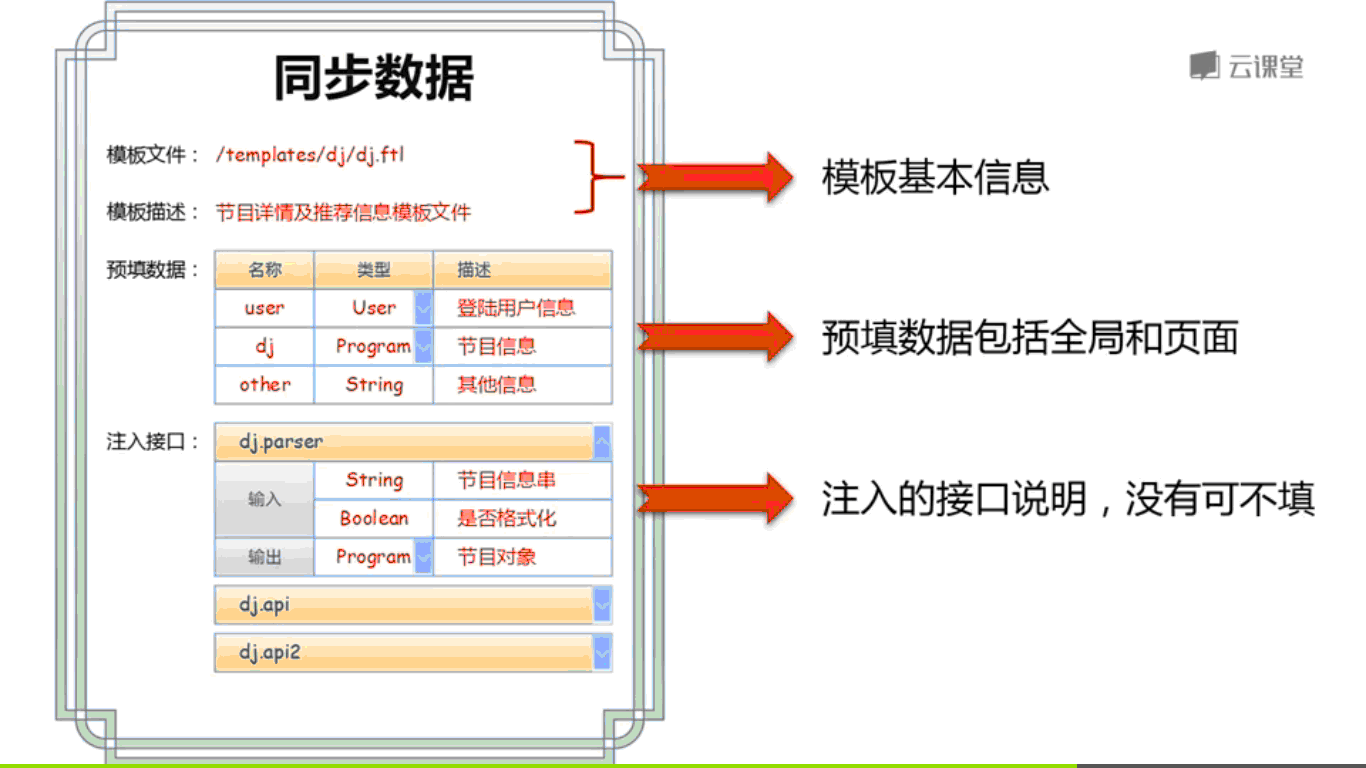 同步数据
云课堂
模板文件： /templates/dj/dj.ftl
模板基本信息
模板描述： 节目详情及推荐信息模板文件
预填数据： 名称 类型 描述
user User 登陆用户信息
dj Program 节目信息
预填数据包括全局和页面
other String 其他信息
注入接口： dj.parser
输入 String 节目信息串
注入的接口说明，没有可不填
Boolean 是否格式化
输出 Program 节目对象
dj.api
dj.api2